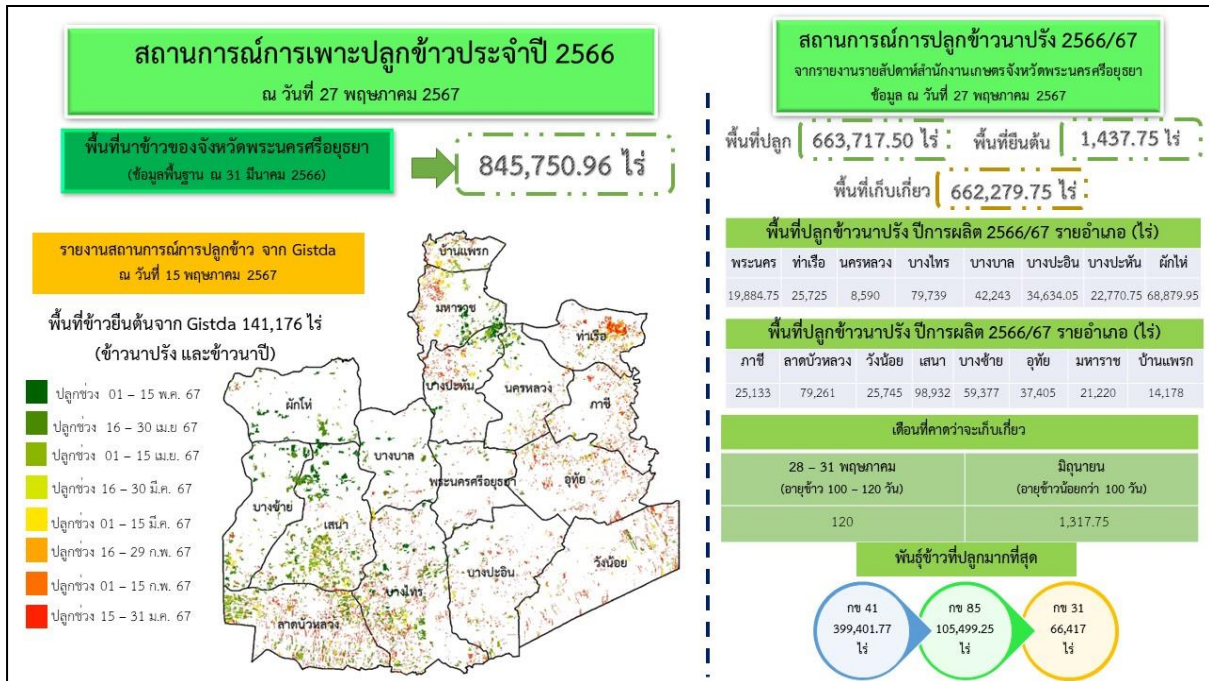 สถานการณ์การเพาะปลูกข้าวประจำปี 2566
ณ วันที่ 27 พฤษภาคม 2567
พื้นที่นาข้าวของจังหวัดพระนครศรีอยุธยา
(ข้อมูลพื้นฐาน ณ 31 มีนาคม 2566)
845,750.96 ไร่
รายงานสถานการณ์การปลูกข้าว จาก Gistda
ณ วันที่ 15 พฤษภาคม 2567
พื้นที่ข้าวยืนต้นจาก Gistda 141,176 ไร่
(ข้าวนาปรัง และข้าวนาปี)
ปลูกช่วง 01 – 15 พ.ค. 67
ปลูกช่วง 16 – 30 เม.ย 67
ปลูกช่วง 01 – 15 เม.ย. 67
ปลูกช่วง 16 – 30 มี.ค. 67
ปลูกช่วง 01 – 15 มี.ค. 67
ปลูกช่วง 16 – 29 ก.พ. 67
ปลูกช่วง 01 – 15 ก.พ. 67
ปลูกช่วง 15 – 31 ม.ค. 67
บ้านแพรก
มหาราช
ท่าเรือ
บางปะหัน
นครหลวง
ภาชี
ผักไห่
บางบาล
พระนครศรีอยุธยา
อุทัย
บางซ้าย
เสนา
บางปะอิน
วังน้อย
บางไทร
ลาดบัวหลวง
สถานการณ์การปลูกข้าวนาปรัง 2566/67
จากรายงานรายสัปดาห์สำนักงานเกษตรจังหวัดพระนครศรีอยุธยา
ข้อมูล ณ วันที่ 27 พฤษภาคม 2567
พื้นที่ปลูก 663,717.50 ไร่ พื้นที่ยืนต้น 1,437.75 ไร่
พื้นที่เก็บเกี่ยว 662,279.75 ไร่
พื้นที่ปลูกข้าวนาปรัง ปีการผลิต 2566/67 รายอำเภอ (ไร่)
พระนคร ท่าเรือ นครหลวง บางไทร บางบาล บางปะอิน บางปะหัน ผักไห่
19,884.75 25,725 8,590 79,739 42,243 34,634.05 22,770.75 68,879.95
พื้นที่ปลูกข้าวนาปรัง ปีการผลิต 2566/67 รายอำเภอ (ไร่)
ภาชี ลาดบัวหลวง วังน้อย เสนา บางซ้าย อุทัย มหาราช บ้านแพรก
25,133 79,261 25,745 98,932 59,377 37,405 21,220 14,178
เดือนที่คาดว่าจะเก็บเกี่ยว
28 – 31 พฤษภาคม มิถุนายน
(อายุข้าว 100 – 120 วัน) (อายุข้าวน้อยกว่า 100 วัน)
120 1,317.75
พันธุ์ข้าวที่ปลูกมากที่สุด
กข 41 กข 85 กข 31
399,401.77 105,499.25 66,417
ไร่ ไร่ ไร่